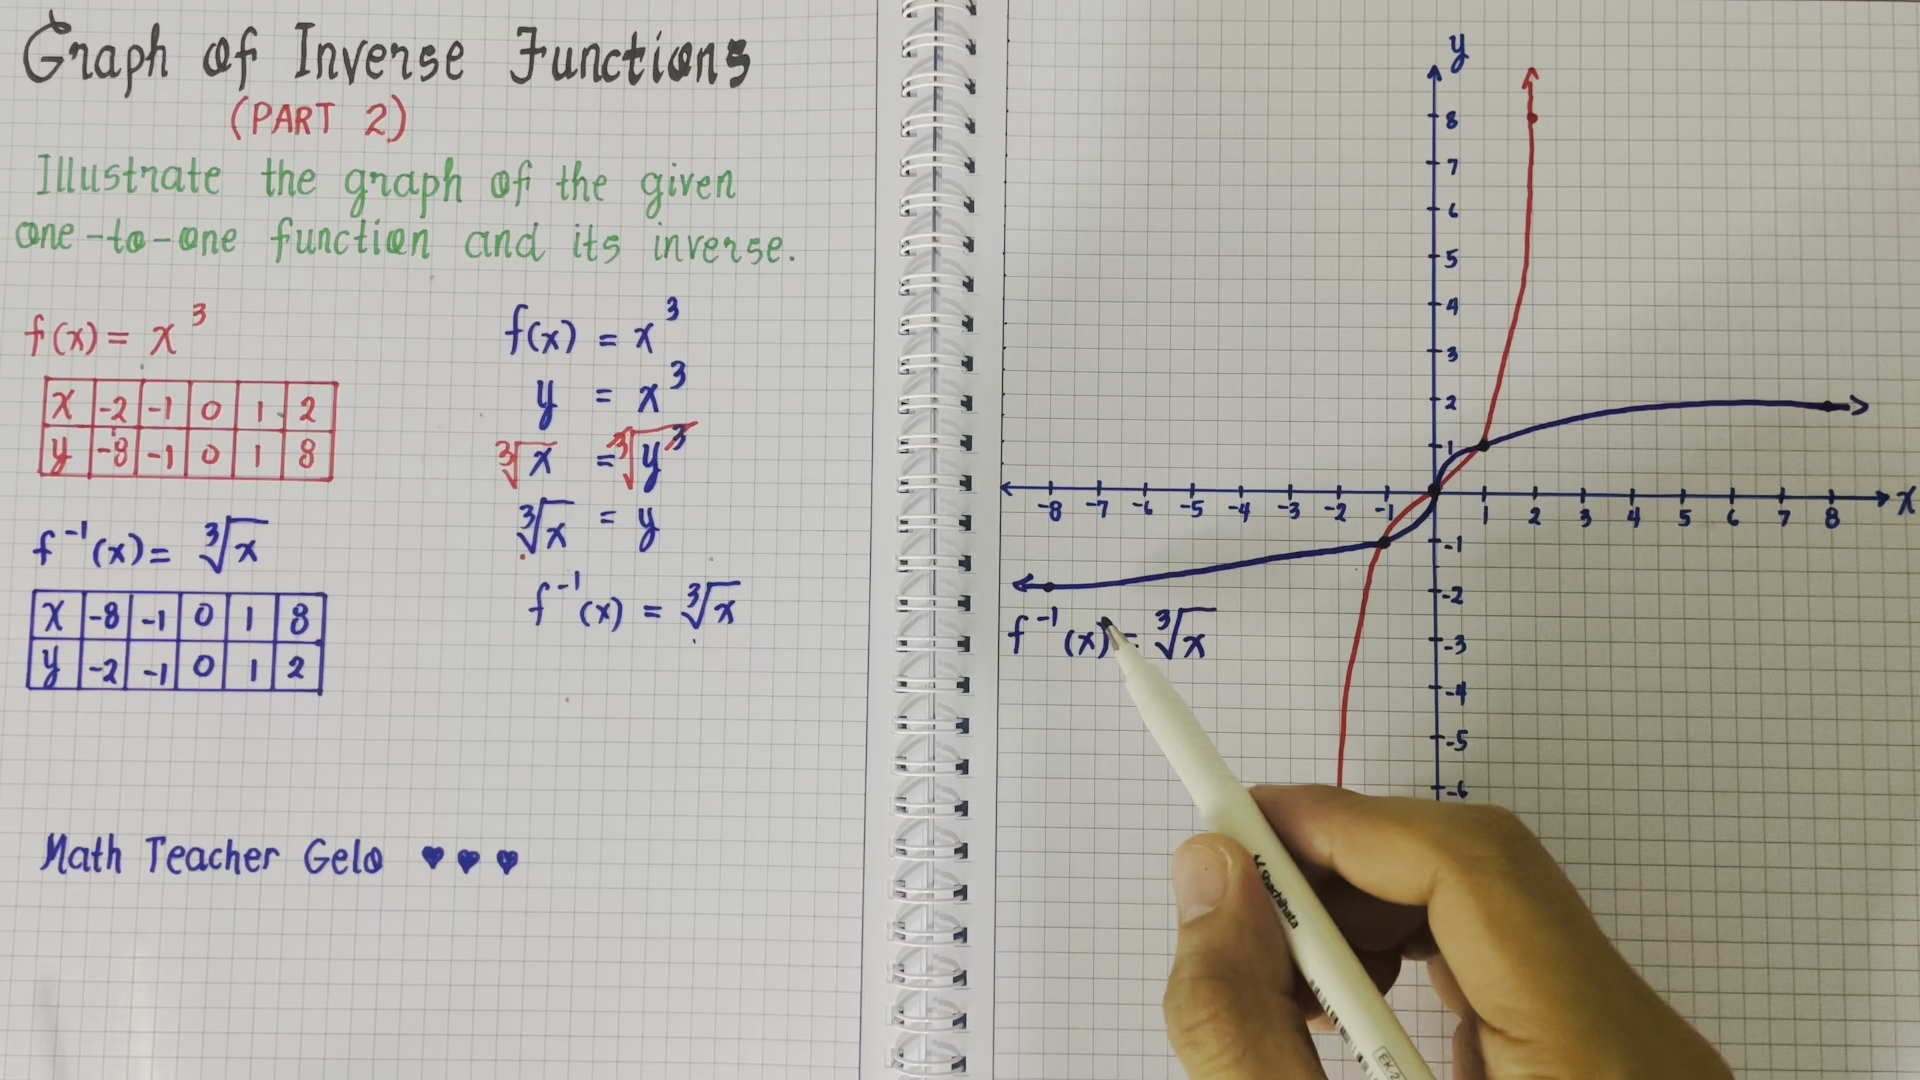 Graph of Inverse Functions
(PART 2)
Illustrate the graph of the given
one-to-one function and its inverse.
f(x) = x³
x -2 -1 0 1 2
y -8 -1 0 1 8
f⁻¹(x) = ∛x
x -8 -1 0 1 8
y -2 -1 0 1 2
f(x) = x³
y = x³
∛x = ∛y³
∛x = y
f⁻¹(x) = ∛x
Math Teacher Gelo ♥ ♥ ♥
y
8
7
6
5
4
3
2
1
-8 -7 -6 -5 -4 -3 -2 -1 1 2 3 4 5 6 7 8 x
-1
-2
-3
-4
-5
-6
f⁻¹(x) = ∛x
Shachihata